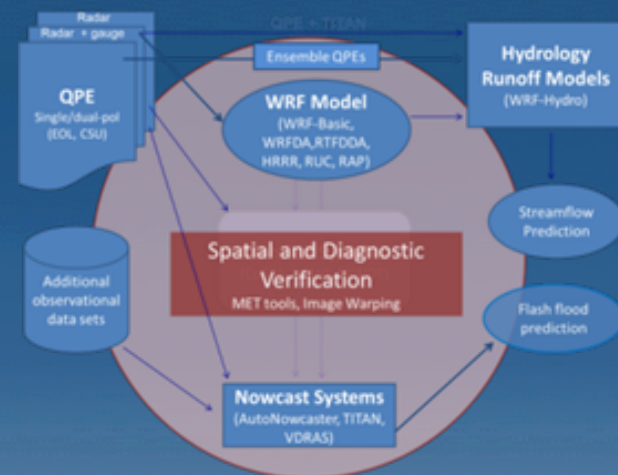 Radar
QPE + TITAN
Radar + gauge
Ensemble QPEs
QPE
Single/dual-pol
(EOL, CSU)
WRF Model
(WRF-Basic,
WRFDA,RTFDDA,
HRRR, RUC, RAP)
Hydrology
Runoff Models
(WRF-Hydro)
Streamflow
Prediction
Spatial and Diagnostic
Verification
MET tools, Image Warping
Additional
observational
data sets
Flash flood
prediction
Nowcast Systems
(AutoNowcaster, TITAN,
VDRAS)